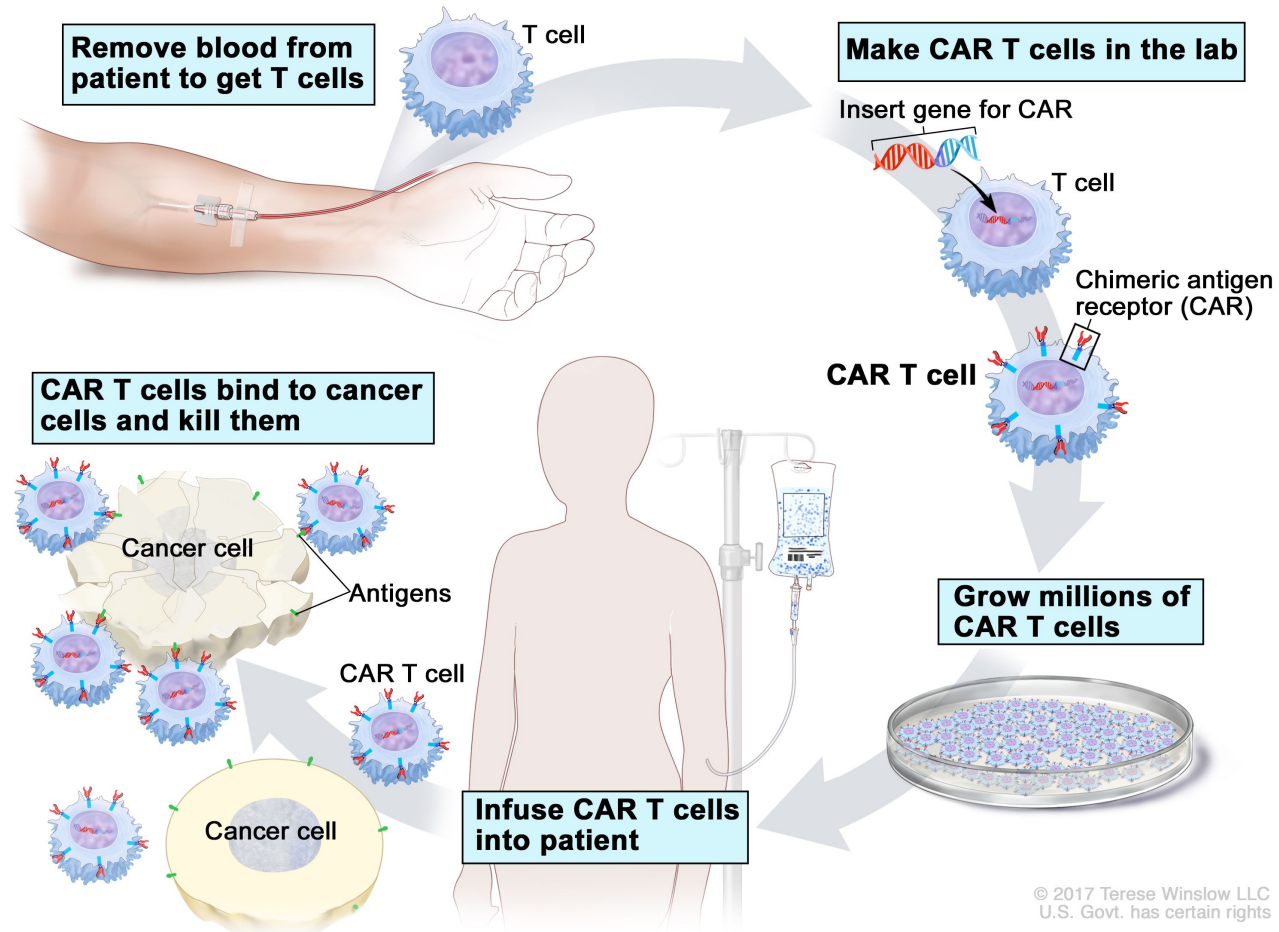 Remove blood from
patient to get T cells
T cell
Make CAR T cells in the lab
Insert gene for CAR
T cell
Chimeric antigen
receptor (CAR)
CAR T cell
Grow millions of
CAR T cells
Infuse CAR T cells
into patient
CAR T cells bind to cancer
cells and kill them
Cancer cell
Antigens
CAR T cell
Cancer cell
© 2017 Terese Winslow LLC
U.S. Govt. has certain rights